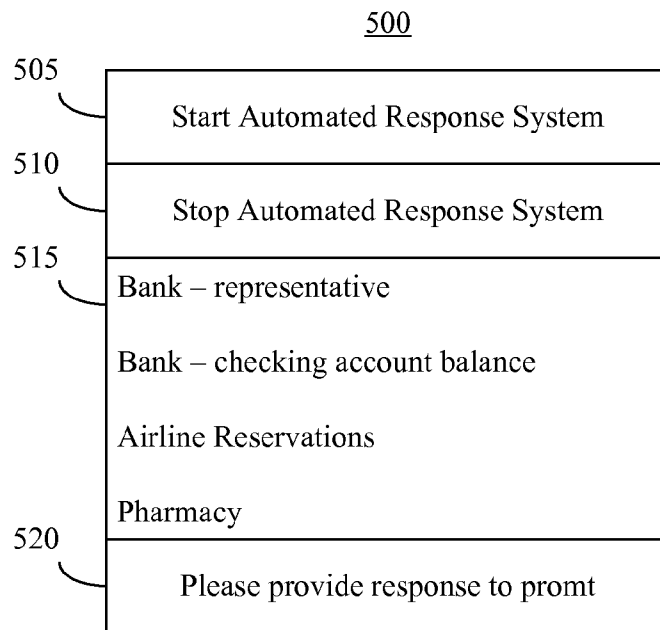 500
505
Start Automated Response System
510
Stop Automated Response System
515
Bank – representative
Bank – checking account balance
Airline Reservations
Pharmacy
520
Please provide response to promt